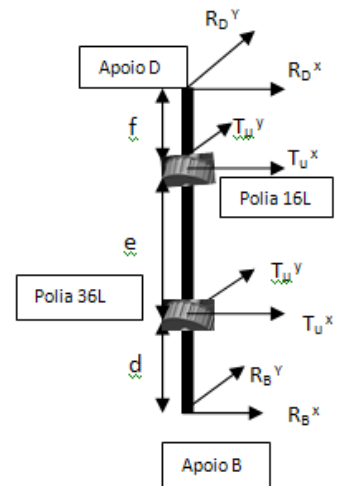 R_D^Y
Apoio D
R_D^X
f
T_u^y
T_u^x
Polia 16L
e
Polia 36L
T_u^y
T_u^x
d
R_B^Y
R_B^X
Apoio B